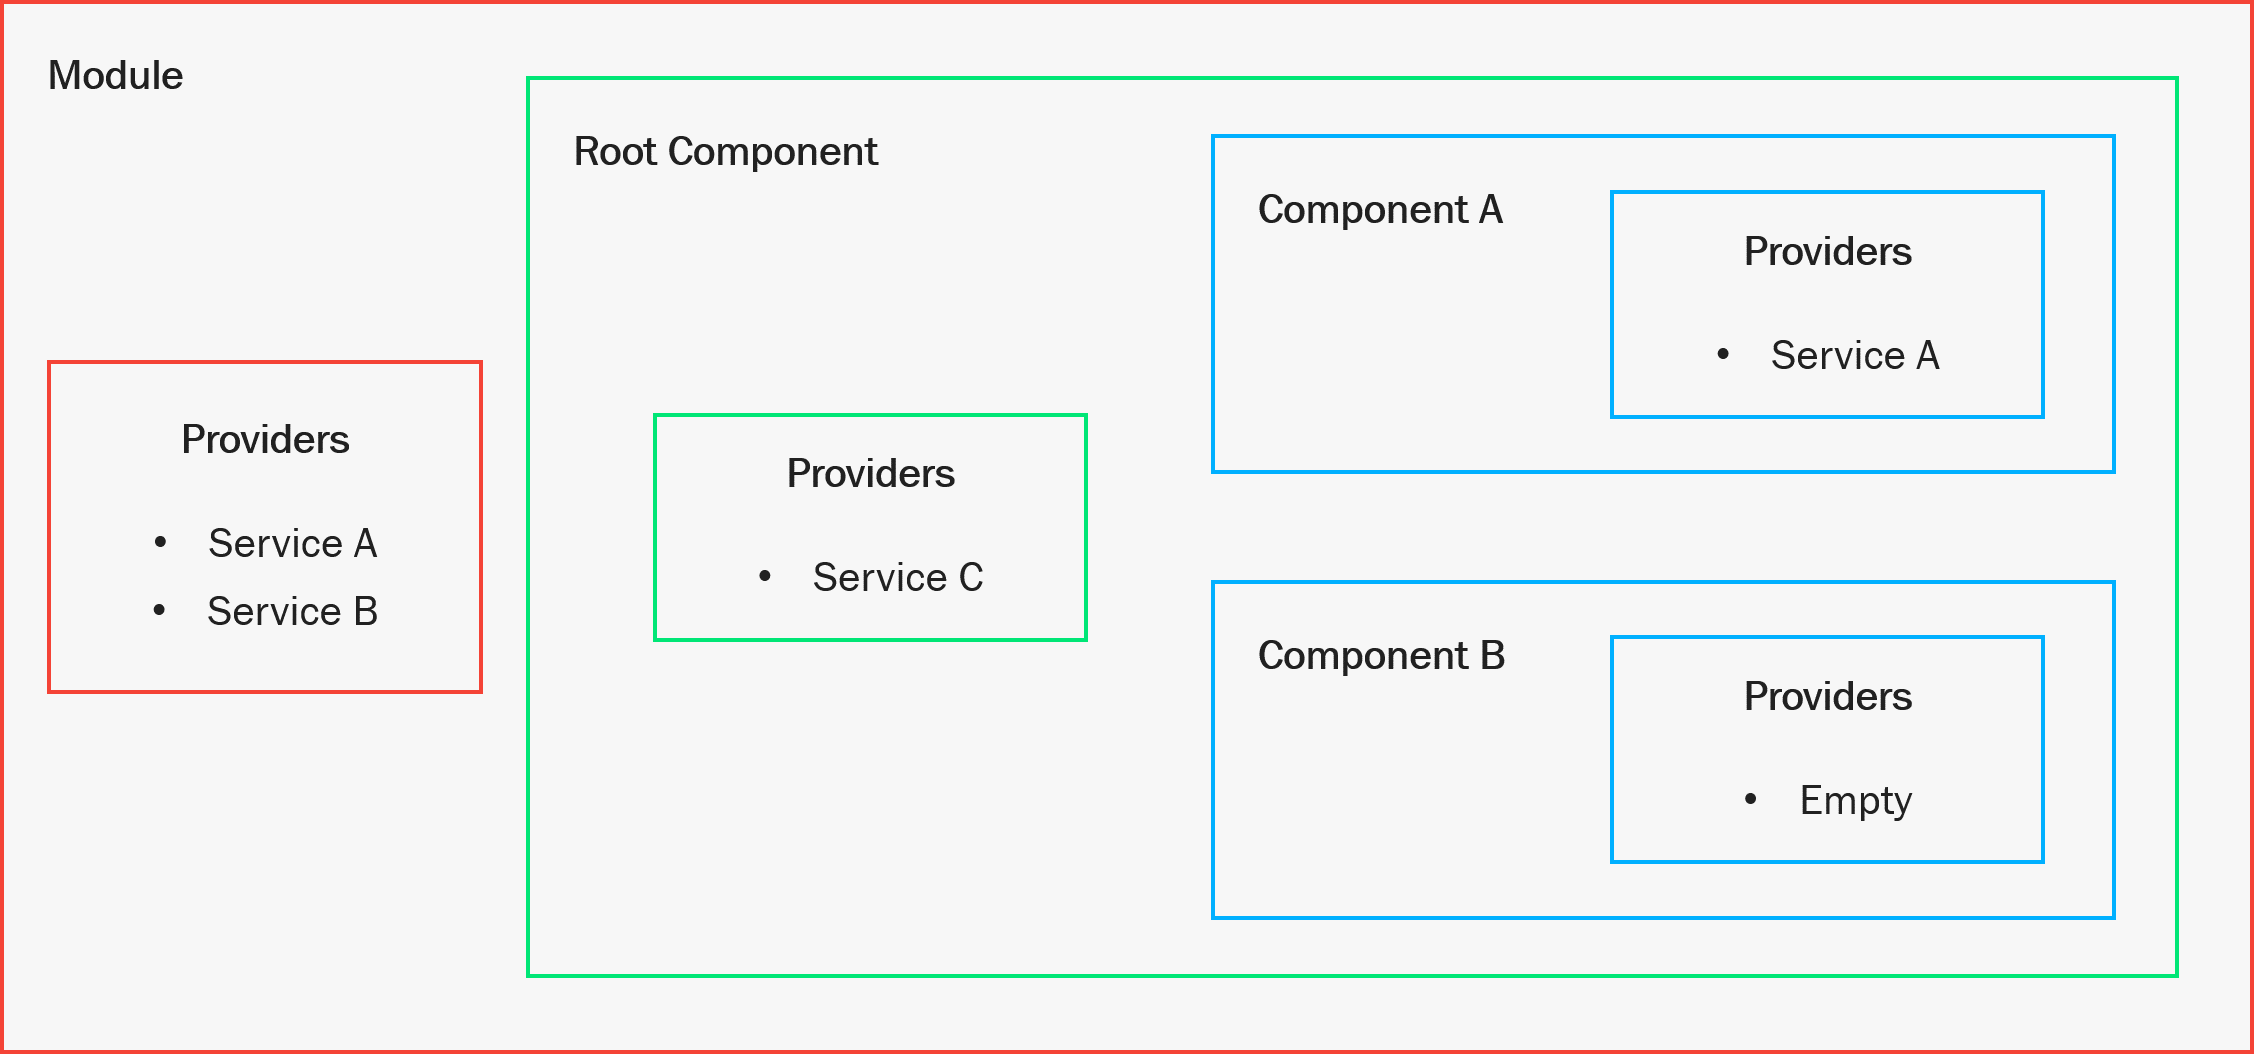 Module
Providers
• Service A
• Service B
Root Component
Providers
• Service C
Component A
Providers
• Service A
Component B
Providers
• Empty